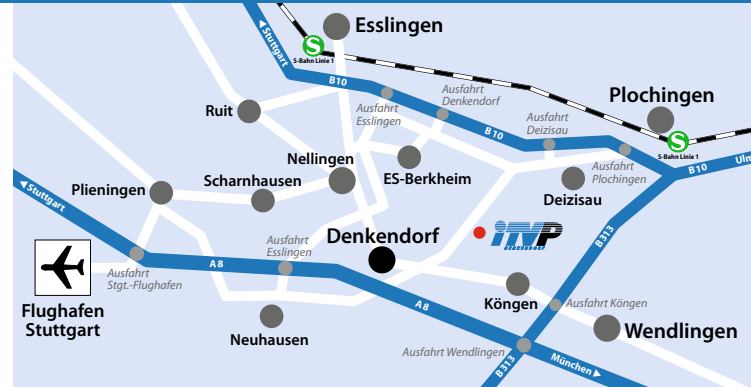 Esslingen
S
S-Bahn Linie 1
◄Stuttgart
B10
Ausfahrt
Denkendorf
Ausfahrt
Esslingen
Ruit
B10
Ausfahrt
Deizisau
Plochingen
S
S-Bahn Linie 1
Nellingen
ES-Berkheim
Scharnhausen
Plieningen
Ausfahrt
Plochingen
B10
Ulm
Deizisau
◄Stuttgart
B313
Denkendorf
itvP
DENKENDORF
Ausfahrt
Esslingen
Ausfahrt
Stgt.-Flughafen
A8
Flughafen
Stuttgart
Neuhausen
Köngen
Ausfahrt Köngen
A8
Wendlingen
Ausfahrt Wendlingen
B313
München►